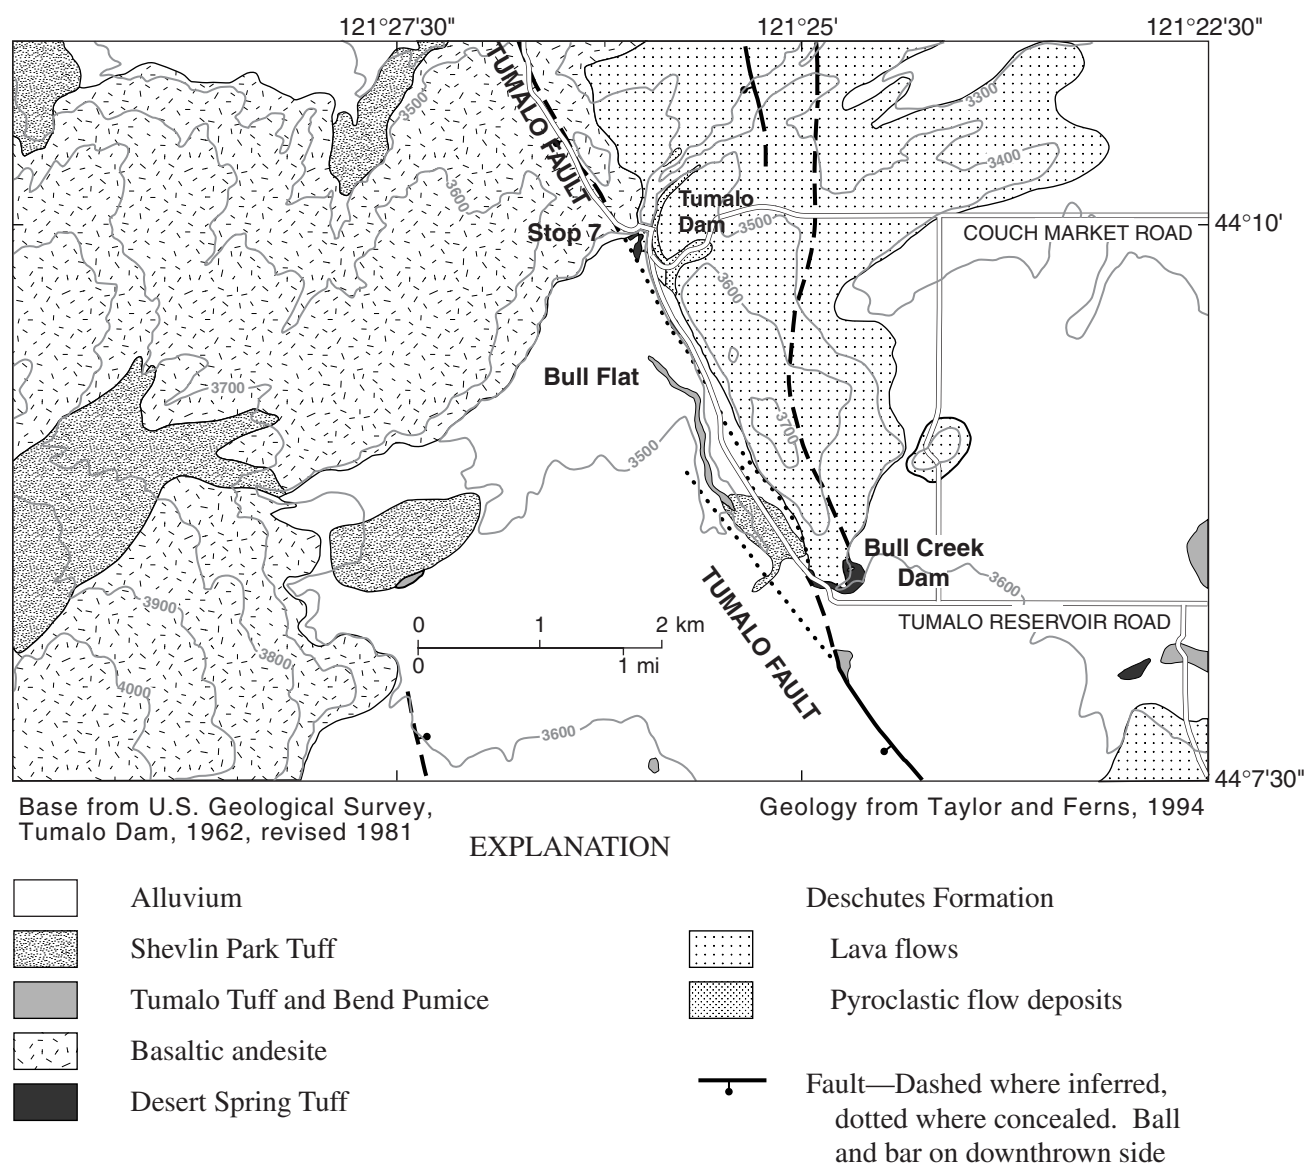 121°27'30"
121°25'
121°22'30"
TUMALO FAULT
3500
3300
3400
3600
Tumalo
Dam
3500
Stop 7
44°10'
COUCH MARKET ROAD
3600
Bull Flat
3700
3700
3500
Bull Creek
Dam
3600
TUMALO FAULT
3900
0 1 2 km
0 1 mi
TUMALO RESERVOIR ROAD
3800
4000
3600
44°7'30"
Base from U.S. Geological Survey,
Tumalo Dam, 1962, revised 1981
Geology from Taylor and Ferns, 1994
EXPLANATION
Alluvium
Shevlin Park Tuff
Tumalo Tuff and Bend Pumice
Basaltic andesite
Desert Spring Tuff
Deschutes Formation
Lava flows
Pyroclastic flow deposits
Fault—Dashed where inferred,
dotted where concealed. Ball
and bar on downthrown side